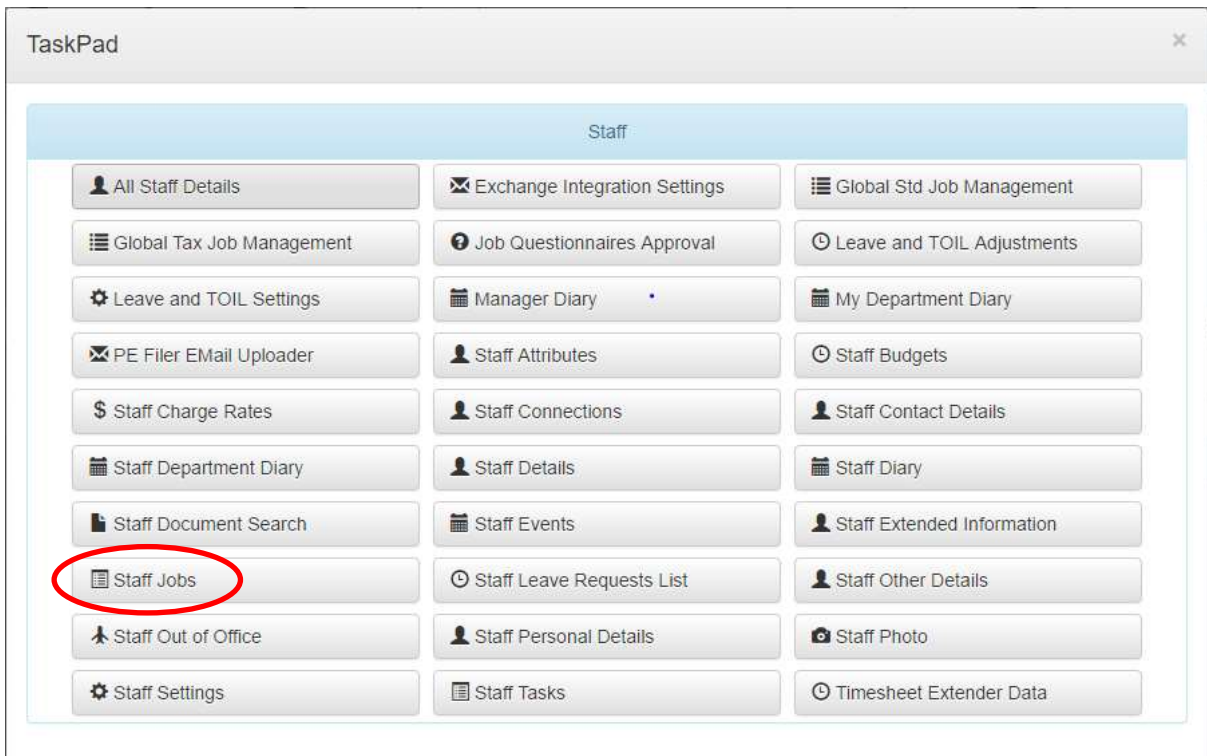 TaskPad
×
Staff
All Staff Details
Exchange Integration Settings
Global Std Job Management
Global Tax Job Management
Job Questionnaires Approval
Leave and TOIL Adjustments
Leave and TOIL Settings
Manager Diary
My Department Diary
PE Filer EMail Uploader
Staff Attributes
Staff Budgets
$ Staff Charge Rates
Staff Connections
Staff Contact Details
Staff Department Diary
Staff Details
Staff Diary
Staff Document Search
Staff Events
Staff Extended Information
Staff Jobs
Staff Leave Requests List
Staff Other Details
Staff Out of Office
Staff Personal Details
Staff Photo
Staff Settings
Staff Tasks
Timesheet Extender Data